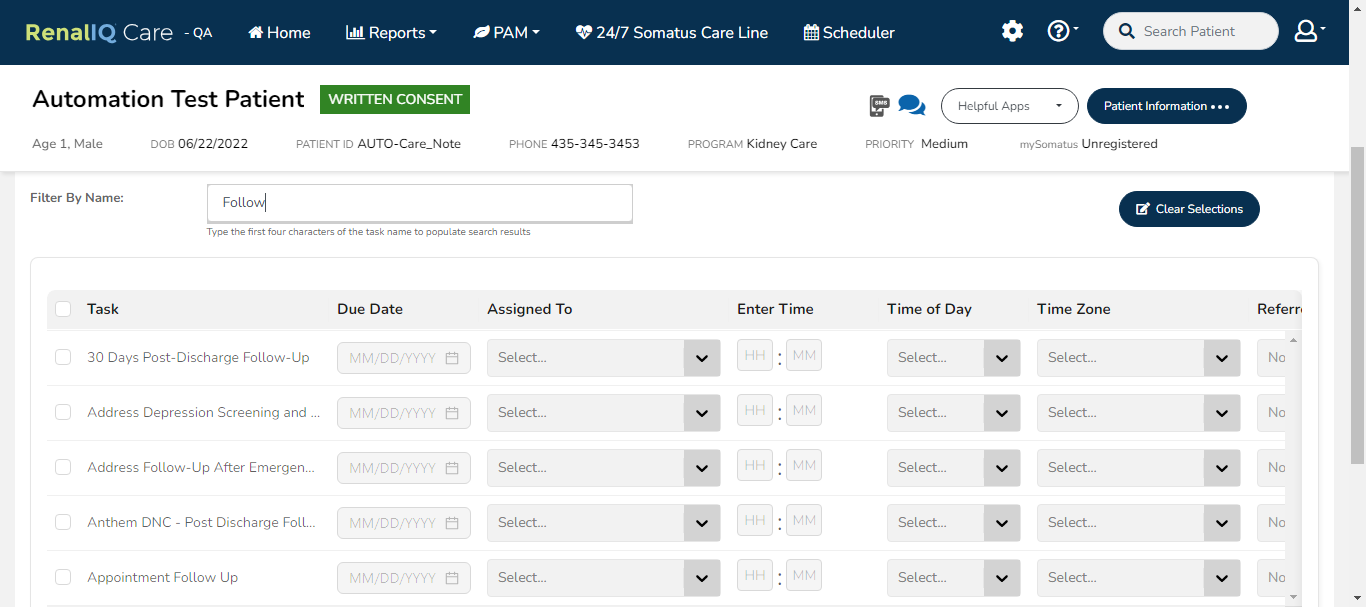 RenalIQ Care - QA Home Reports PAM 24/7 Somatus Care Line Scheduler Search Patient
Automation Test Patient WRITTEN CONSENT SMS Helpful Apps Patient Information
Age 1, Male DOB 06/22/2022 PATIENT ID AUTO-Care_Note PHONE 435-345-3453 PROGRAM Kidney Care PRIORITY Medium mySomatus Unregistered
Filter By Name: Follow Clear Selections
Type the first four characters of the task name to populate search results
Task Due Date Assigned To Enter Time Time of Day Time Zone Referr
30 Days Post-Discharge Follow-Up MM/DD/YYYY Select... HH : MM Select... Select... No
Address Depression Screening and ... MM/DD/YYYY Select... HH : MM Select... Select... No
Address Follow-Up After Emergen... MM/DD/YYYY Select... HH : MM Select... Select... No
Anthem DNC - Post Discharge Foll... MM/DD/YYYY Select... HH : MM Select... Select... No
Appointment Follow Up MM/DD/YYYY Select... HH : MM Select... Select... No